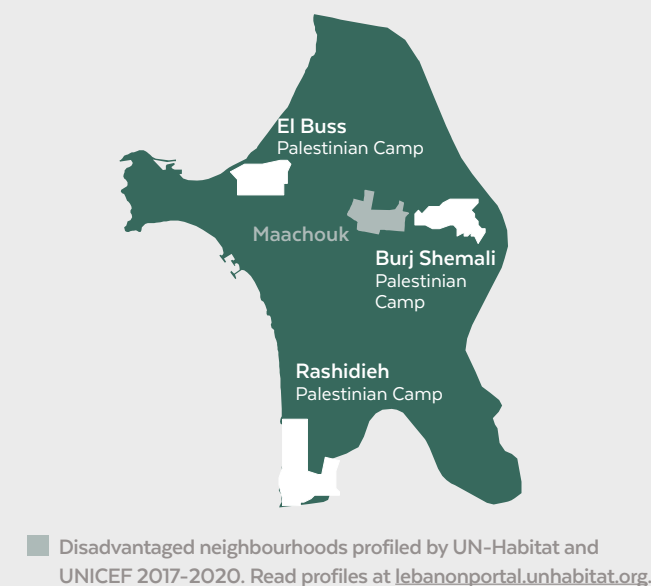 El Buss
Palestinian Camp
Maachouk
Burj Shemali
Palestinian
Camp
Rashidieh
Palestinian Camp
Disadvantaged neighbourhoods profiled by UN-Habitat and
UNICEF 2017-2020. Read profiles at lebanonportal.unhabitat.org.